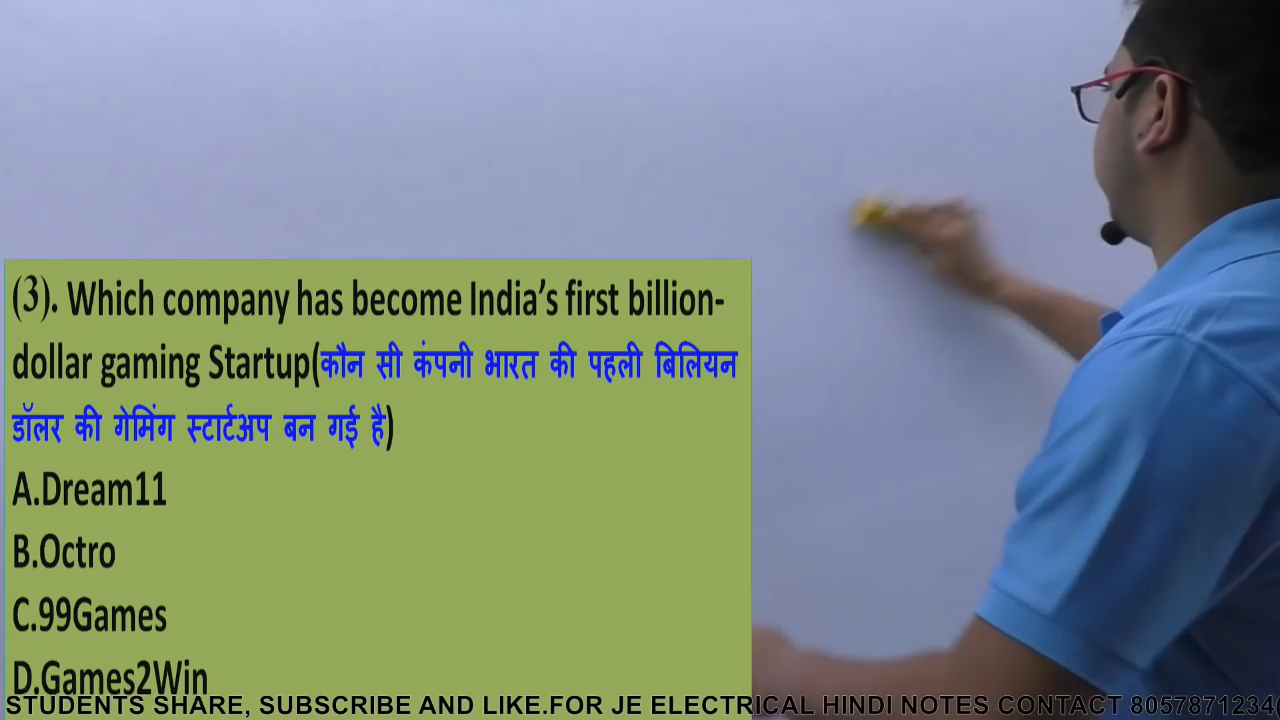 (3). Which company has become India’s first billion-
dollar gaming Startup(कौन सी कंपनी भारत की पहली बिलियन
डॉलर की गेमिंग स्टार्टअप बन गई है)
A.Dream11
B.Octro
C.99Games
D.Games2Win
STUDENTS SHARE, SUBSCRIBE AND LIKE.FOR JE ELECTRICAL HINDI NOTES CONTACT 805787123